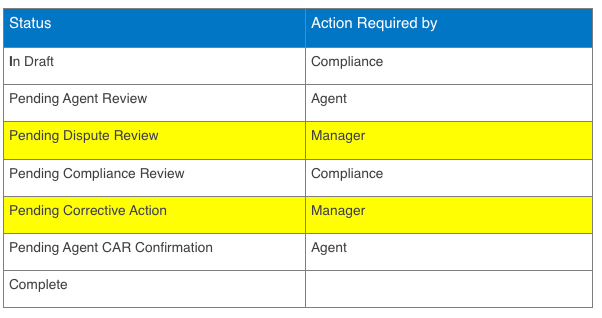 Status Action Required by
In Draft Compliance
Pending Agent Review Agent
Pending Dispute Review Manager
Pending Compliance Review Compliance
Pending Corrective Action Manager
Pending Agent CAR Confirmation Agent
Complete